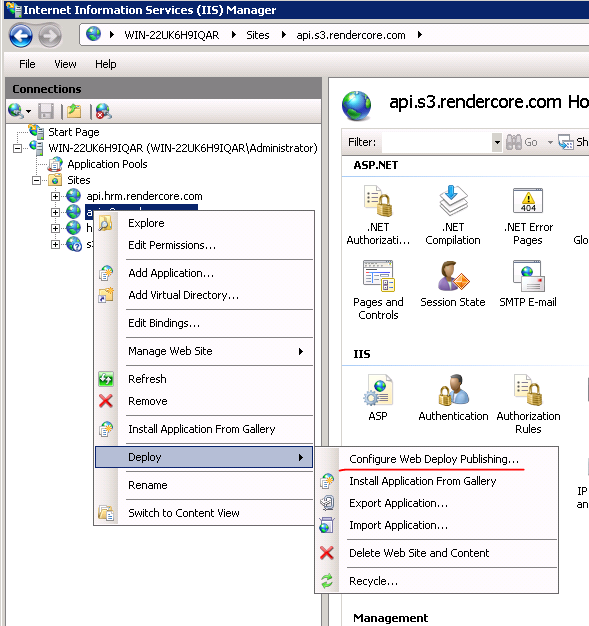 Internet Information Services (IIS) Manager
WIN-22UK6H9IQAR Sites api.s3.rendercore.com
File View Help
Connections
Start Page
WIN-22UK6H9IQAR (WIN-22UK6H9IQAR\Administrator)
Application Pools
Sites
api.hrm.rendercore.com
Explore
Edit Permissions...
Add Application...
Add Virtual Directory...
Edit Bindings...
Manage Web Site
Refresh
Remove
Install Application From Gallery
Deploy
Rename
Switch to Content View
api.s3.rendercore.com Ho
Filter: Go Sh
ASP.NET
.NET Authorizati...
.NET Compilation
.NET Error Pages
404
Glo
Pages and Controls
Session State
SMTP E-mail
IIS
ASP
Authentication
Authorization Rules
IP
an
Configure Web Deploy Publishing...
Install Application From Gallery
Export Application...
Import Application...
Delete Web Site and Content
Recycle...
Management